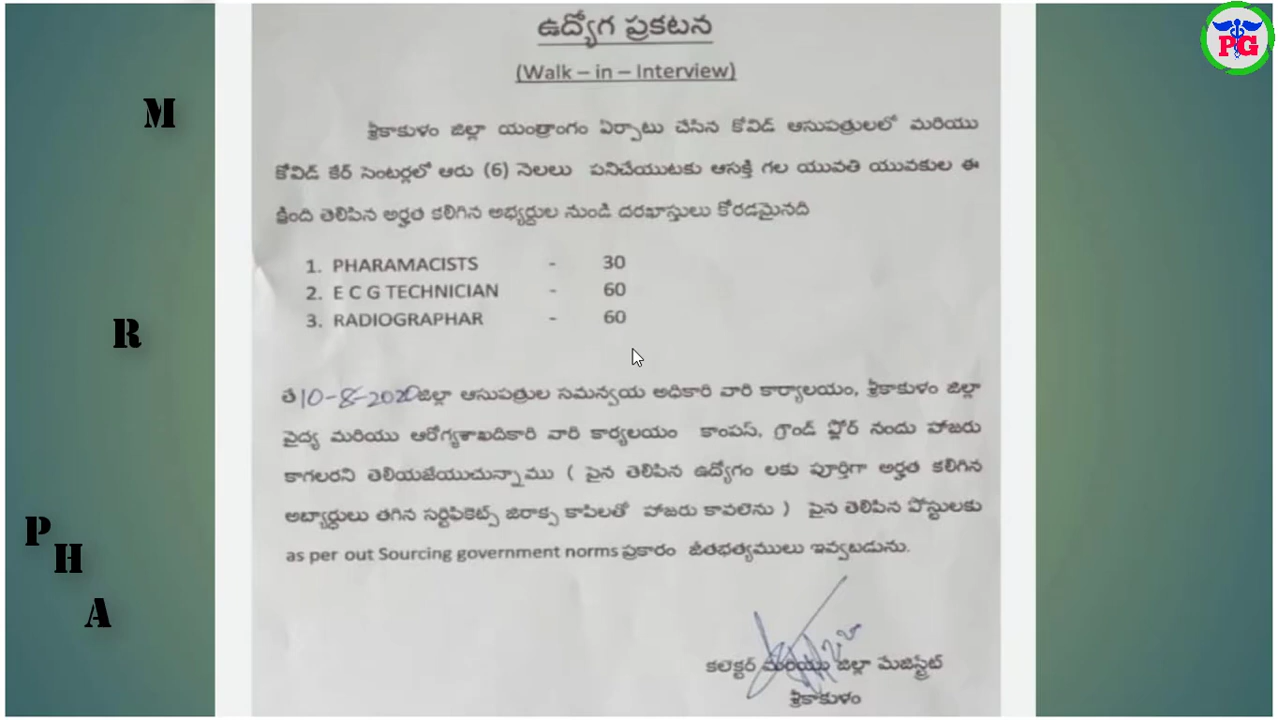 ఉద్యోగ ప్రకటన
(Walk – in – Interview)
శ్రీకాకుళం జిల్లా యంత్రాంగం ఏర్పాటు చేసిన కోవిడ్ ఆసుపత్రులలో మరియు
కోవిడ్ కేర్ సెంటర్లలో ఆరు (6) నెలలు పనిచేయుటకు ఆసక్తి గల యువతి యువకుల ఈ
క్రింది తెలిపిన అర్హత కలిగిన అభ్యర్థుల నుండి దరఖాస్తులు కోరడమైనది
1. PHARAMACISTS - 30
2. E C G TECHNICIAN - 60
3. RADIOGRAPHAR - 60
తే10-8-2020జిల్లా ఆసుపత్రుల సమన్వయ అధికారి వారి కార్యాలయం, శ్రీకాకుళం జిల్లా
వైద్య మరియు ఆరోగ్యశాఖదికారి వారి కార్యలయం కాంపస్, గ్రౌండ్ ఫ్లోర్ నందు హాజరు
కాగలరని తెలియజేయుచున్నాము ( పైన తెలిపిన ఉద్యోగం లకు పూర్తిగా అర్హత కలిగిన
అబ్యార్ధులు తగిన సర్టిఫికెట్స్ జిరాక్స కాపిలతో హాజరు కావలెను ) పైన తెలిపిన పోస్టులకు
as per out Sourcing government norms ప్రకారం జీతభత్యములు ఇవ్వబడును.
కలెక్టర్ మరియు జిల్లా మేజిస్ట్రేట్
శ్రీకాకుళం
PG
M
R
P
H
A